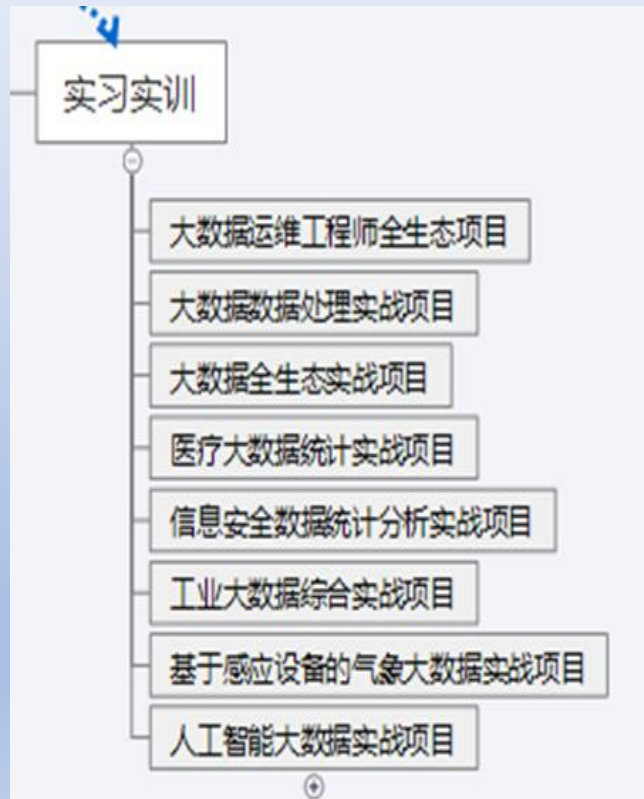 实习实训
大数据运维工程师全生态项目
大数据数据处理实战项目
大数据全生态实战项目
医疗大数据统计实战项目
信息安全数据统计分析实战项目
工业大数据综合实战项目
基于感应设备的气象大数据实战项目
人工智能大数据实战项目